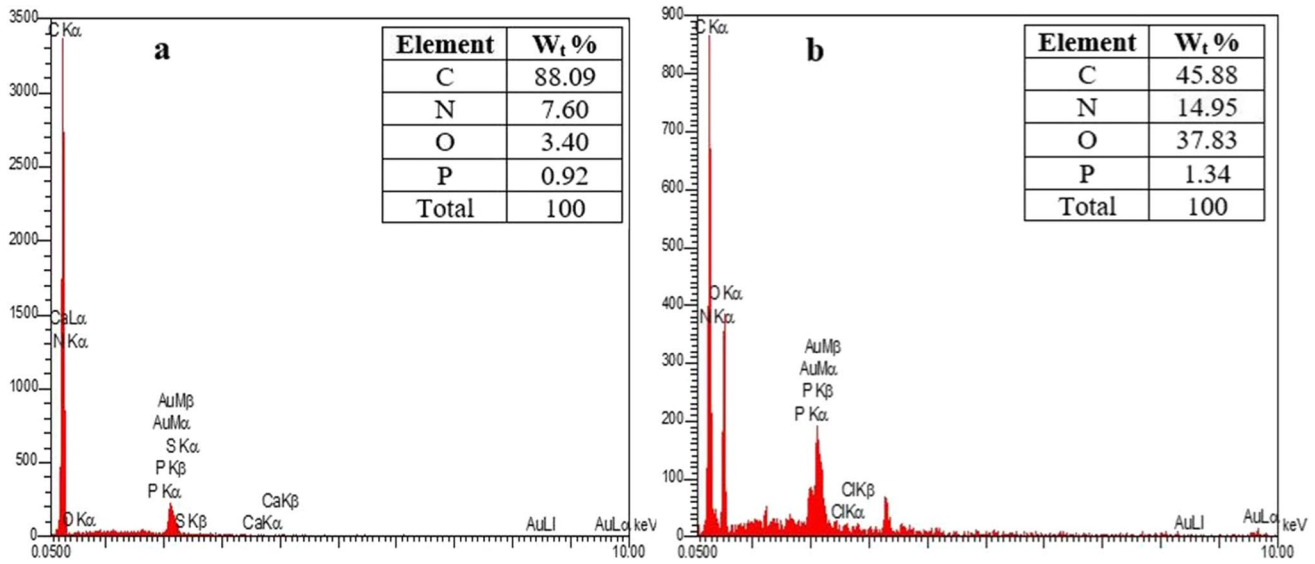 3500
3000
2500
2000
1500
1000
500
0
C Kα
a
Element Wt %
C 88.09
N 7.60
O 3.40
P 0.92
Total 100
CaLα
N Kα
AuMβ
AuMα
S Kα
P Kβ
P Kα
O Kα
S Kβ
CaKβ
CaKα
AuLl
AuLα keV
0.0500
10.00
900
800
700
600
500
400
300
200
100
0
C Kα
b
Element Wt %
C 45.88
N 14.95
O 37.83
P 1.34
Total 100
O Kα
N Kα
AuMβ
AuMα
P Kβ
P Kα
ClKβ
ClKα
AuLl
AuLα
keV
0.0500
10.00